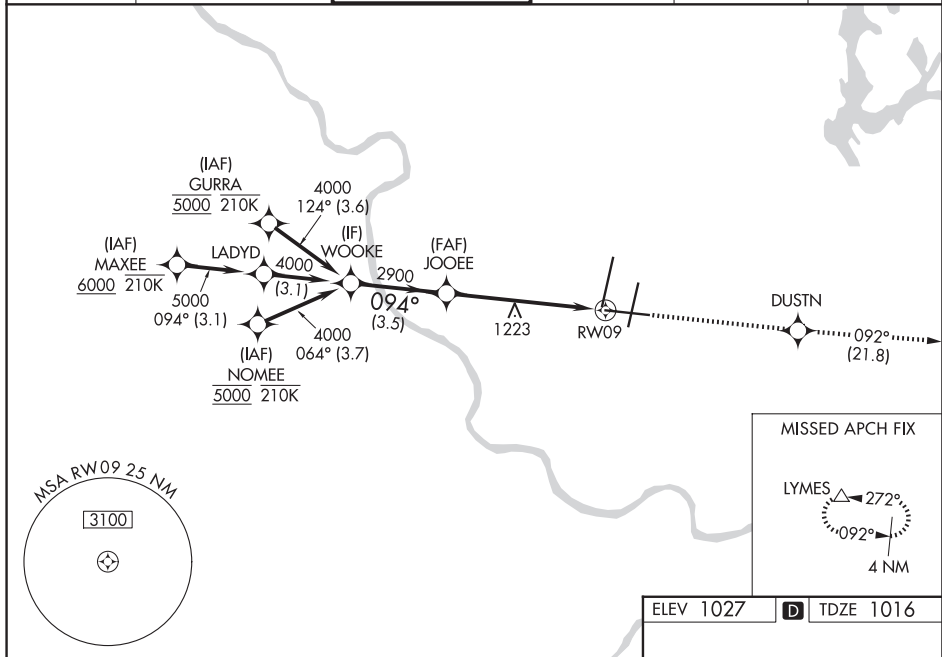 (IAF)
GURRA
5000 210K
4000
124° (3.6)
(IF)
WOOKE
(FAF)
JOOEE
(IAF)
MAXEE
6000 210K
LADYD
4000
(3.1)
2900
094°
(3.5)
5000
094° (3.1)
4000
064° (3.7)
(IAF)
NOMEE
5000 210K
1223
RW09
DUSTN
092°
(21.8)
MISSED APCH FIX
LYMES
272°
092°
4 NM
MSA RW09 25 NM
3100
ELEV 1027 D TDZE 1016